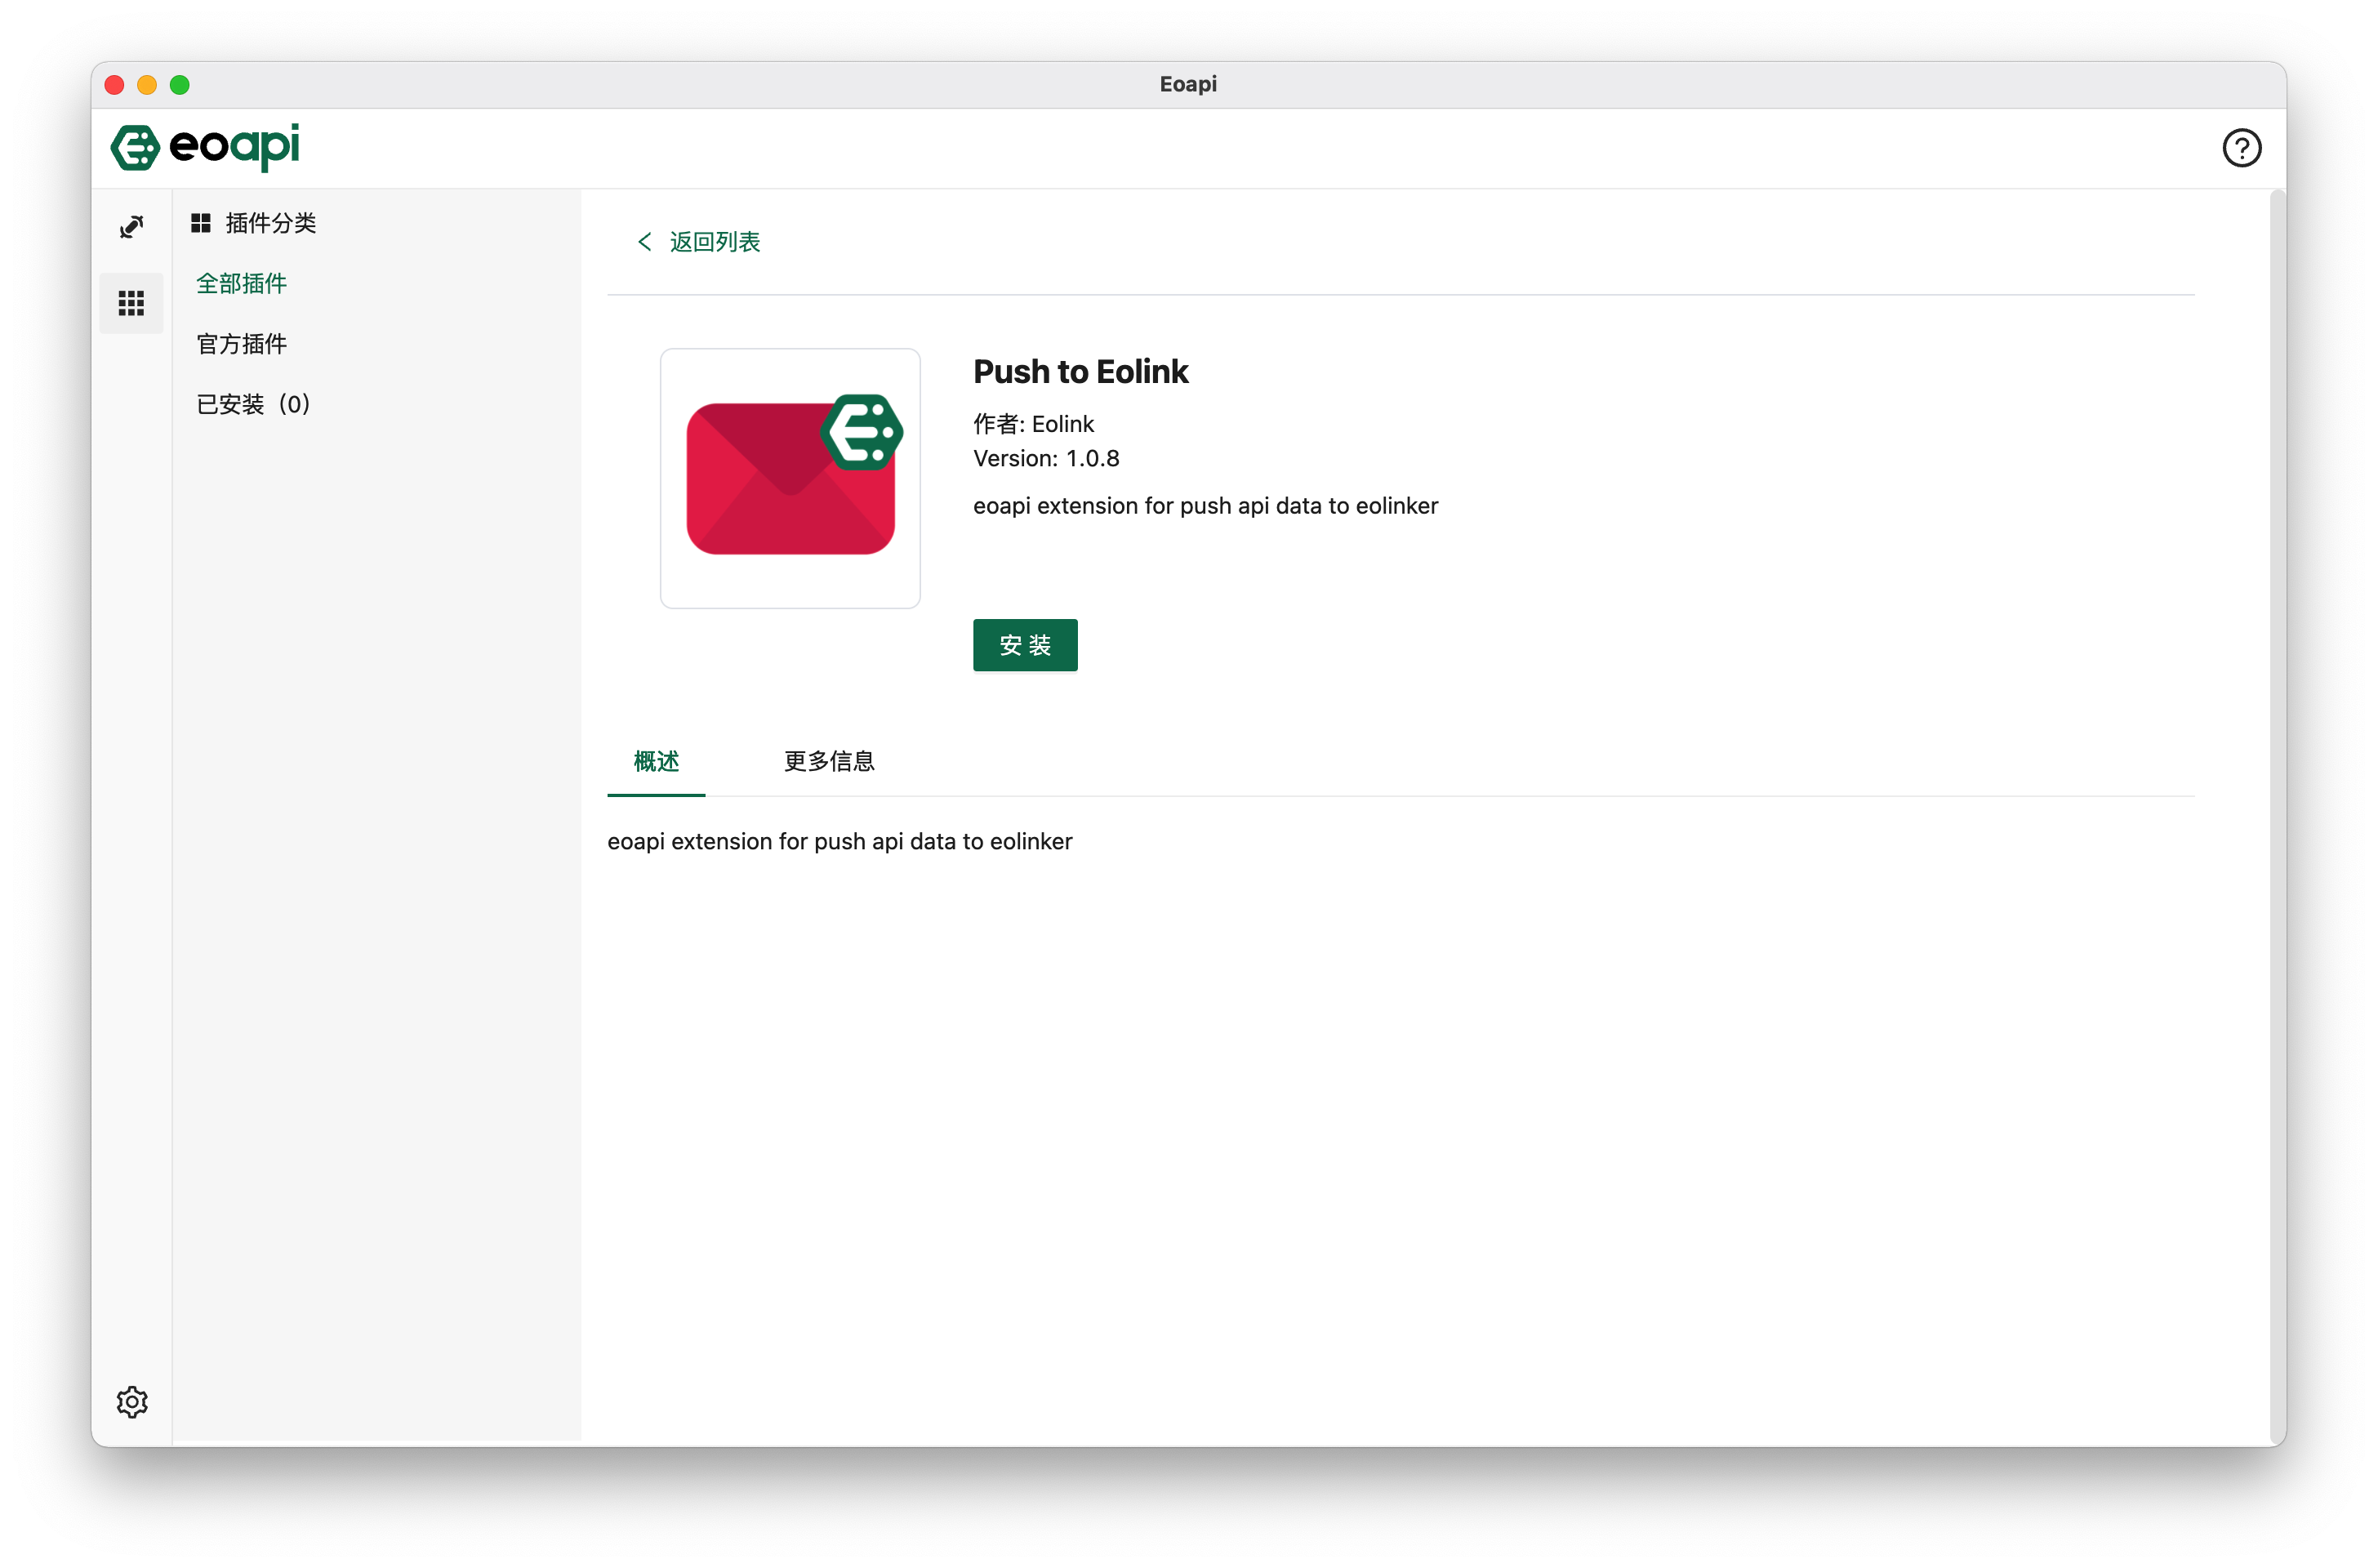 Eoapi
eoapi
插件分类
全部插件
官方插件
已安装 (0)
返回列表
Push to Eolink
作者: Eolink
Version: 1.0.8
eoapi extension for push api data to eolinker
安 装
概述
更多信息
eoapi extension for push api data to eolinker